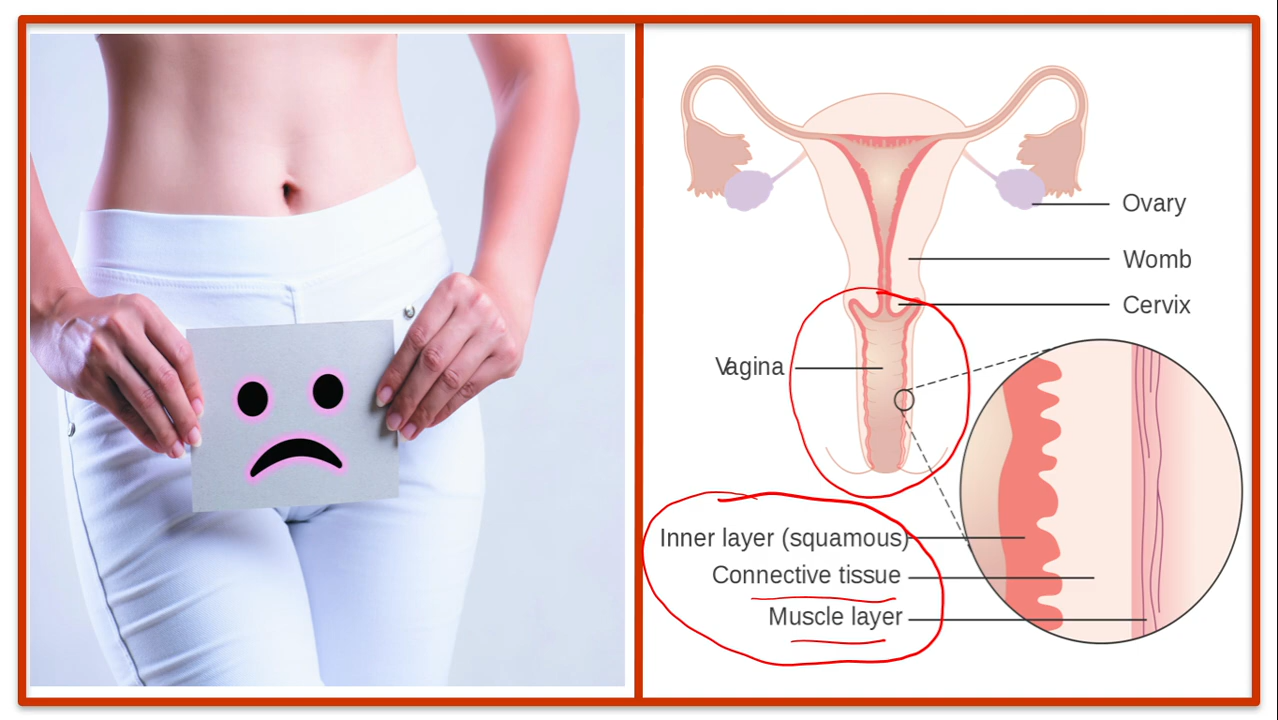 Ovary
Womb
Cervix
Vagina
Inner layer (squamous)
Connective tissue
Muscle layer